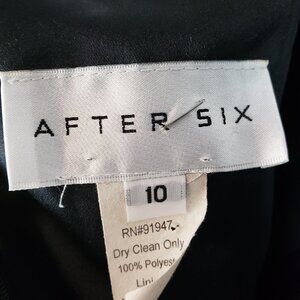 AFTER SIX
10
RN#91947
Dry Clean Only
100% Polyest